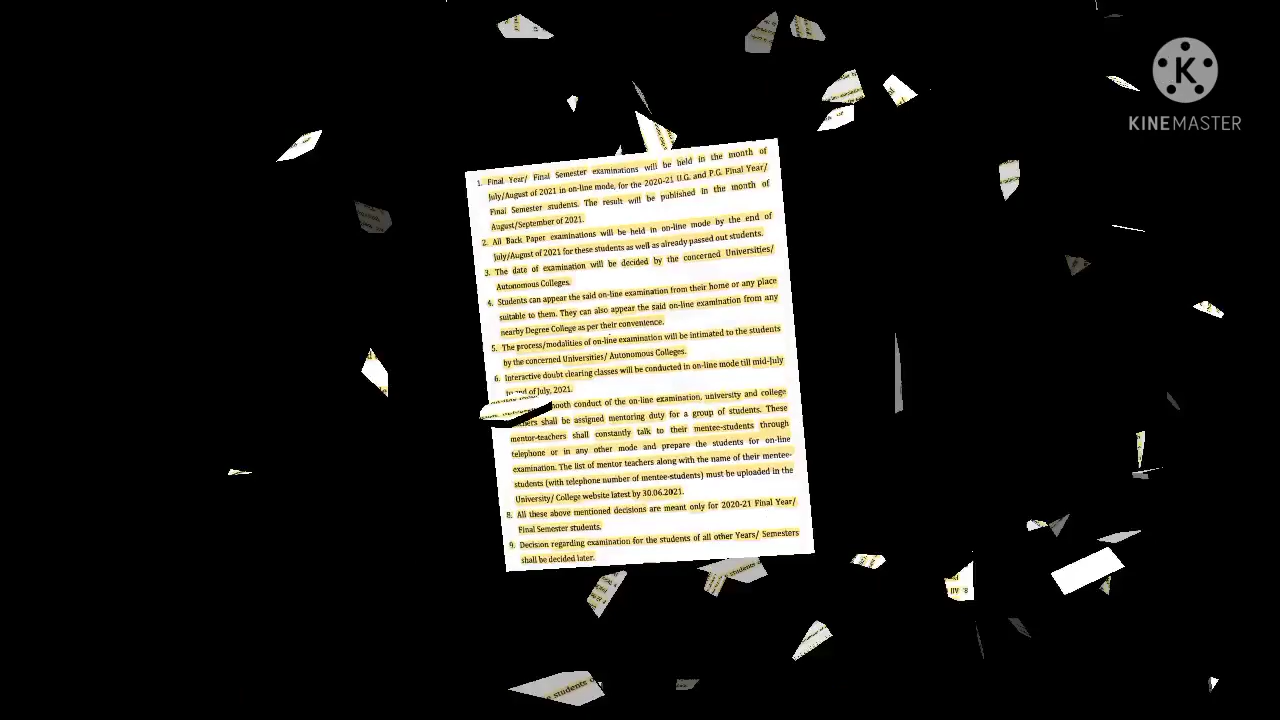 1. Final Year/ Final Semester examinations will be held in the month of
July/August of 2021 in on-line mode, for the 2020-21 U.G. and P.G. Final Year/
Final Semester students. The result will be published in the month of
August/September of 2021.
2. All Back Paper examinations will be held in on-line mode by the end of
July/August of 2021 for these students as well as already passed out students.
3. The date of examination will be decided by the concerned Universities/
Autonomous Colleges.
4. Students can appear the said on-line examination from their home or any place
suitable to them. They can also appear the said on-line examination from any
nearby Degree College as per their convenience.
5. The process/modalities of on-line examination will be intimated to the students
by the concerned Universities/ Autonomous Colleges.
6. Interactive doubt clearing classes will be conducted in on-line mode till mid-July
to end of July, 2021.
conduct of the on-line examination, university and college
shall be assigned mentoring duty for a group of students. These
mentor-teachers shall constantly talk to their mentee-students through
telephone or in any other mode and prepare the students for on-line
examination. The list of mentor teachers along with the name of their mentee-
students (with telephone number of mentee-students) must be uploaded in the
University/ College website latest by 30.06.2021.
8. All these above mentioned decisions are meant only for 2020-21 Final Year/
Final Semester students.
9. Decision regarding examination for the students of all other Years/ Semesters
shall be decided later.
K
KINEMASTER
students
students